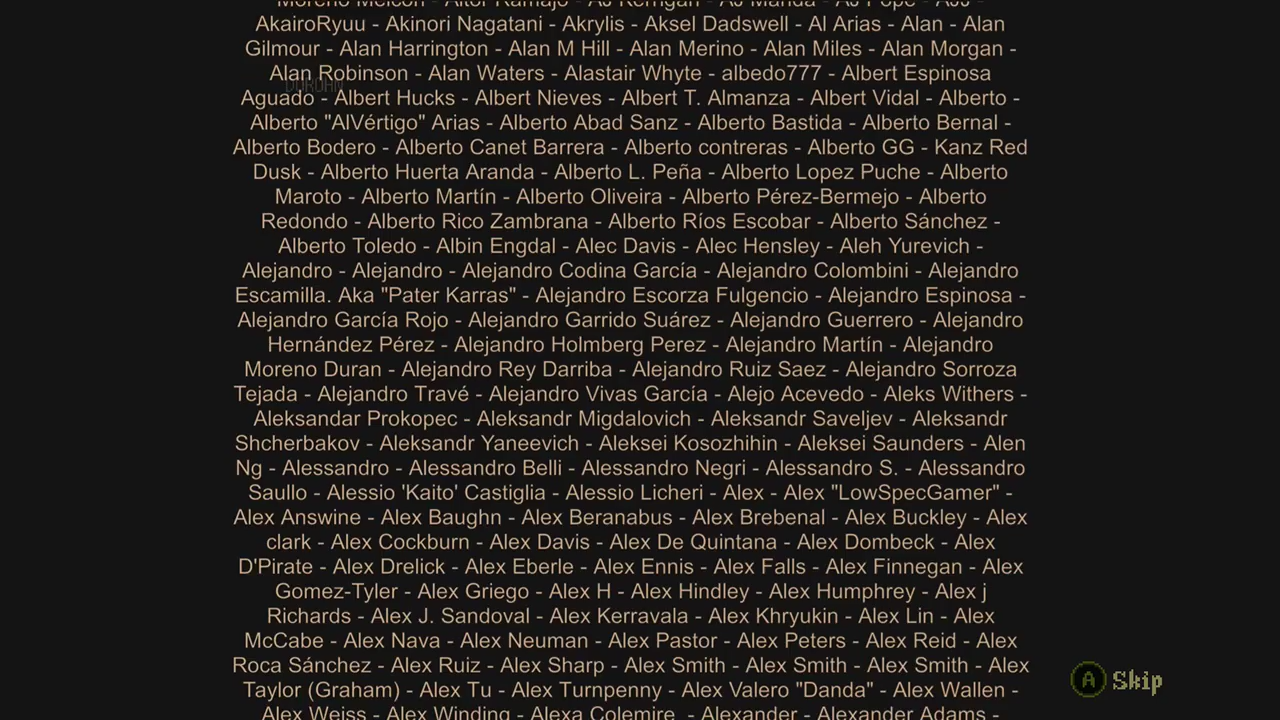 AkairoRyuu - Akinori Nagatani - Akrylis - Aksel Dadswell - Al Arias - Alan - Alan
Gilmour - Alan Harrington - Alan M Hill - Alan Merino - Alan Miles - Alan Morgan -
Alan Robinson - Alan Waters - Alastair Whyte - albedo777 - Albert Espinosa
Aguado - Albert Hucks - Albert Nieves - Albert T. Almanza - Albert Vidal - Alberto -
Alberto "AlVértigo" Arias - Alberto Abad Sanz - Alberto Bastida - Alberto Bernal -
Alberto Bodero - Alberto Canet Barrera - Alberto contreras - Alberto GG - Kanz Red
Dusk - Alberto Huerta Aranda - Alberto L. Peña - Alberto Lopez Puche - Alberto
Maroto - Alberto Martín - Alberto Oliveira - Alberto Pérez-Bermejo - Alberto
Redondo - Alberto Rico Zambrana - Alberto Ríos Escobar - Alberto Sánchez -
Alberto Toledo - Albin Engdal - Alec Davis - Alec Hensley - Aleh Yurevich -
Alejandro - Alejandro - Alejandro Codina García - Alejandro Colombini - Alejandro
Escamilla. Aka "Pater Karras" - Alejandro Escorza Fulgencio - Alejandro Espinosa -
Alejandro García Rojo - Alejandro Garrido Suárez - Alejandro Guerrero - Alejandro
Hernández Pérez - Alejandro Holmberg Perez - Alejandro Martín - Alejandro
Moreno Duran - Alejandro Rey Darriba - Alejandro Ruiz Saez - Alejandro Sorroza
Tejada - Alejandro Travé - Alejandro Vivas García - Alejo Acevedo - Aleks Withers -
Aleksandar Prokopec - Aleksandr Migdalovich - Aleksandr Saveljev - Aleksandr
Shcherbakov - Aleksandr Yaneevich - Aleksei Kosozhihin - Aleksei Saunders - Alen
Ng - Alessandro - Alessandro Belli - Alessandro Negri - Alessandro S. - Alessandro
Saullo - Alessio 'Kaito' Castiglia - Alessio Licheri - Alex - Alex "LowSpecGamer" -
Alex Answine - Alex Baughn - Alex Beranabus - Alex Brebenal - Alex Buckley - Alex
clark - Alex Cockburn - Alex Davis - Alex De Quintana - Alex Dombeck - Alex
D'Pirate - Alex Drelick - Alex Eberle - Alex Ennis - Alex Falls - Alex Finnegan - Alex
Gomez-Tyler - Alex Griego - Alex H - Alex Hindley - Alex Humphrey - Alex j
Richards - Alex J. Sandoval - Alex Kerravala - Alex Khryukin - Alex Lin - Alex
McCabe - Alex Nava - Alex Neuman - Alex Pastor - Alex Peters - Alex Reid - Alex
Roca Sánchez - Alex Ruiz - Alex Sharp - Alex Smith - Alex Smith - Alex Smith - Alex
Taylor (Graham) - Alex Tu - Alex Turnpenny - Alex Valero "Danda" - Alex Wallen -
Alex Weiss - Alex Winding - Alexa Colemire - Alexander - Alexander Adams -
A Skip